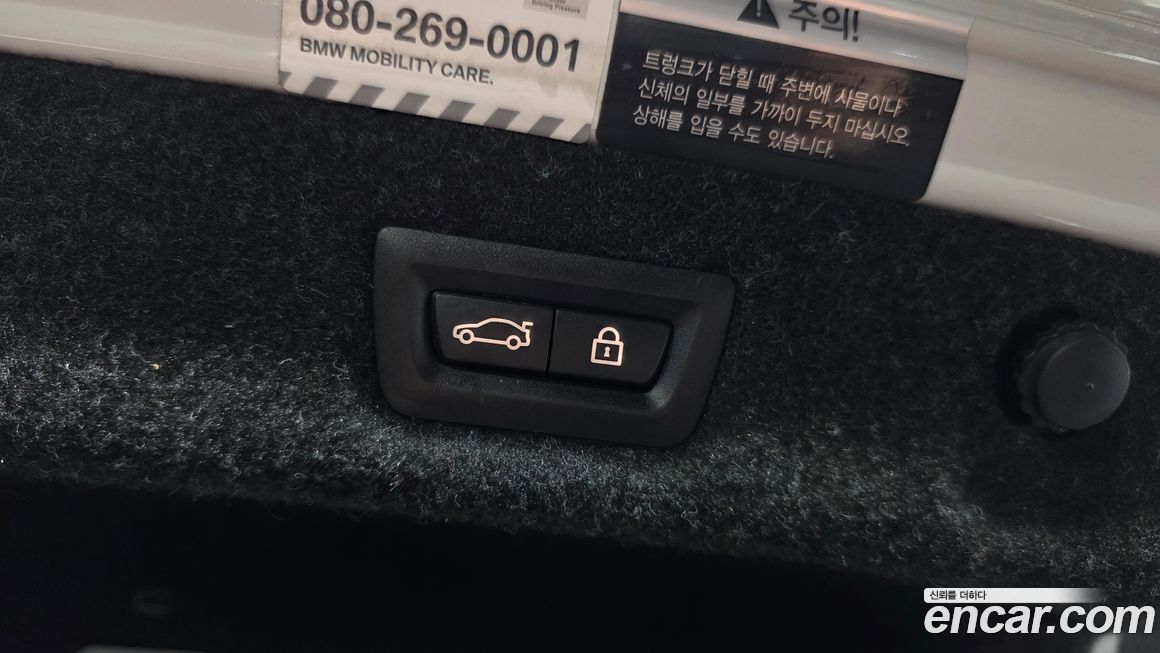 Driving Pleasure
080-269-0001
BMW MOBILITY CARE.
주의!
트렁크가 닫힐 때 주변에 사물이나
신체의 일부를 가까이 두지 마십시오.
상해를 입을 수도 있습니다.
신뢰를 더하다
encar.com